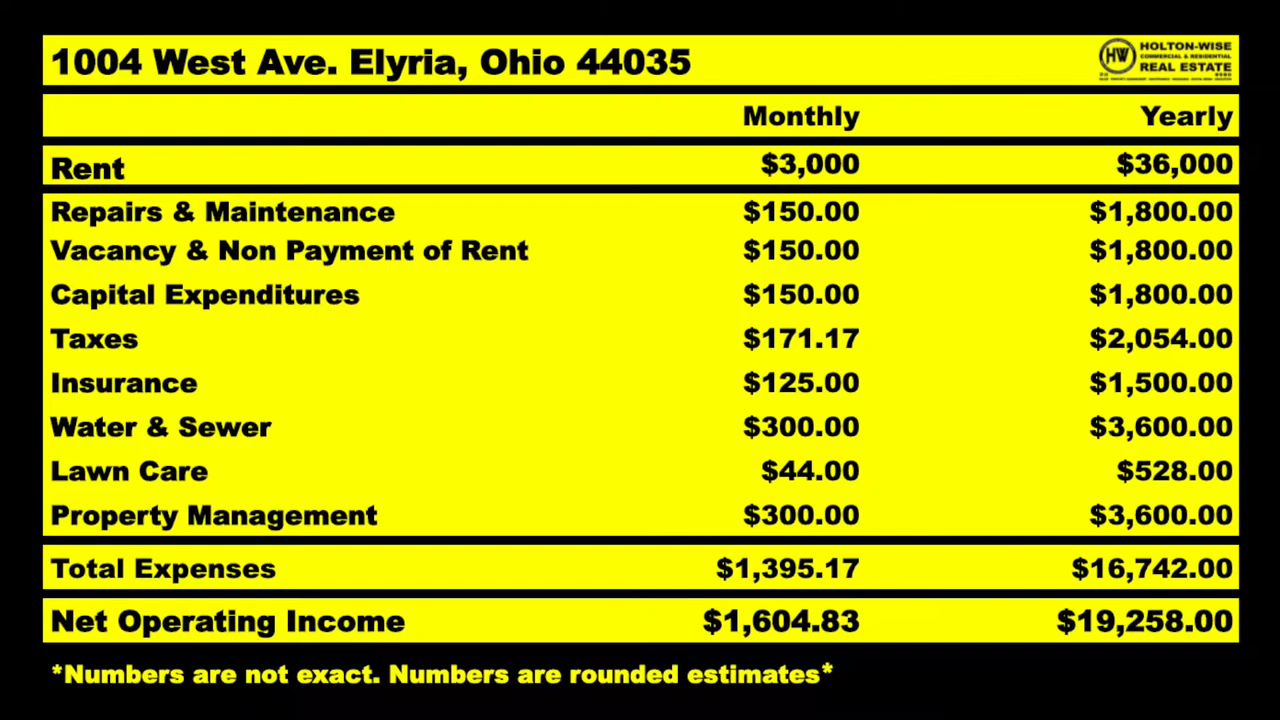 1004 West Ave. Elyria, Ohio 44035
HOLTON-WISE
COMMERCIAL & RESIDENTIAL
REAL ESTATE
HW
Monthly Yearly
Rent $3,000 $36,000
Repairs & Maintenance $150.00 $1,800.00
Vacancy & Non Payment of Rent $150.00 $1,800.00
Capital Expenditures $150.00 $1,800.00
Taxes $171.17 $2,054.00
Insurance $125.00 $1,500.00
Water & Sewer $300.00 $3,600.00
Lawn Care $44.00 $528.00
Property Management $300.00 $3,600.00
Total Expenses $1,395.17 $16,742.00
Net Operating Income $1,604.83 $19,258.00
*Numbers are not exact. Numbers are rounded estimates*